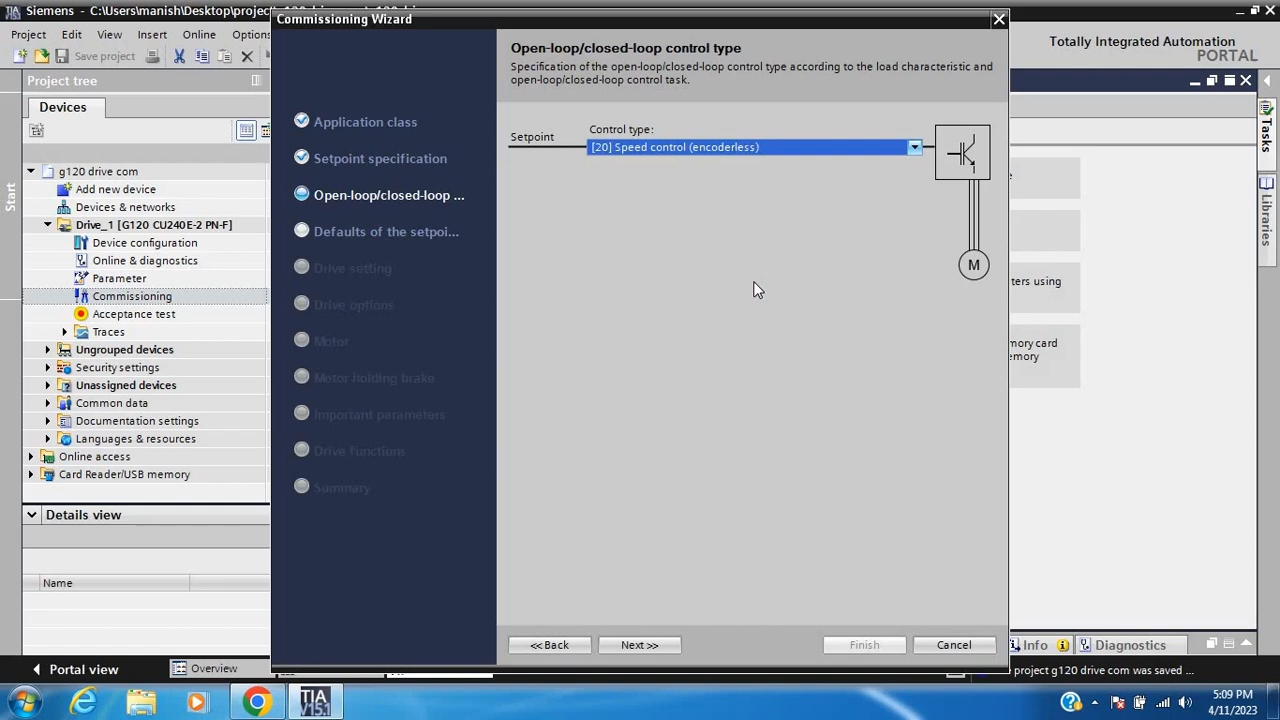 Siemens - C:\Users\manish\Desktop\project\
Commissioning Wizard
Project Edit View Insert Online Options
Totally Integrated Automation
PORTAL
Save project
Project tree
Devices
g120 drive com
Add new device
Devices & networks
Drive_1 [G120 CU240E-2 PN-F]
Device configuration
Online & diagnostics
Parameter
Commissioning
Acceptance test
Traces
Ungrouped devices
Security settings
Unassigned devices
Common data
Documentation settings
Languages & resources
Online access
Card Reader/USB memory
Details view
Name
Start
Application class
Setpoint specification
Open-loop/closed-loop ...
Defaults of the setpoi...
Drive setting
Drive options
Motor
Motor holding brake
Important parameters
Drive functions
Summary
Open-loop/closed-loop control type
Specification of the open-loop/closed-loop control type according to the load characteristic and
open-loop/closed-loop control task.
Setpoint
Control type:
[20] Speed control (encoderless)
1
M
<< Back
Next >>
Finish
Cancel
ters using
mory card
emory
Tasks
Libraries
Info
Diagnostics
Portal view
Overview
e project g120 drive com was saved ...
TIA
V15.1
5:09 PM
4/11/2023